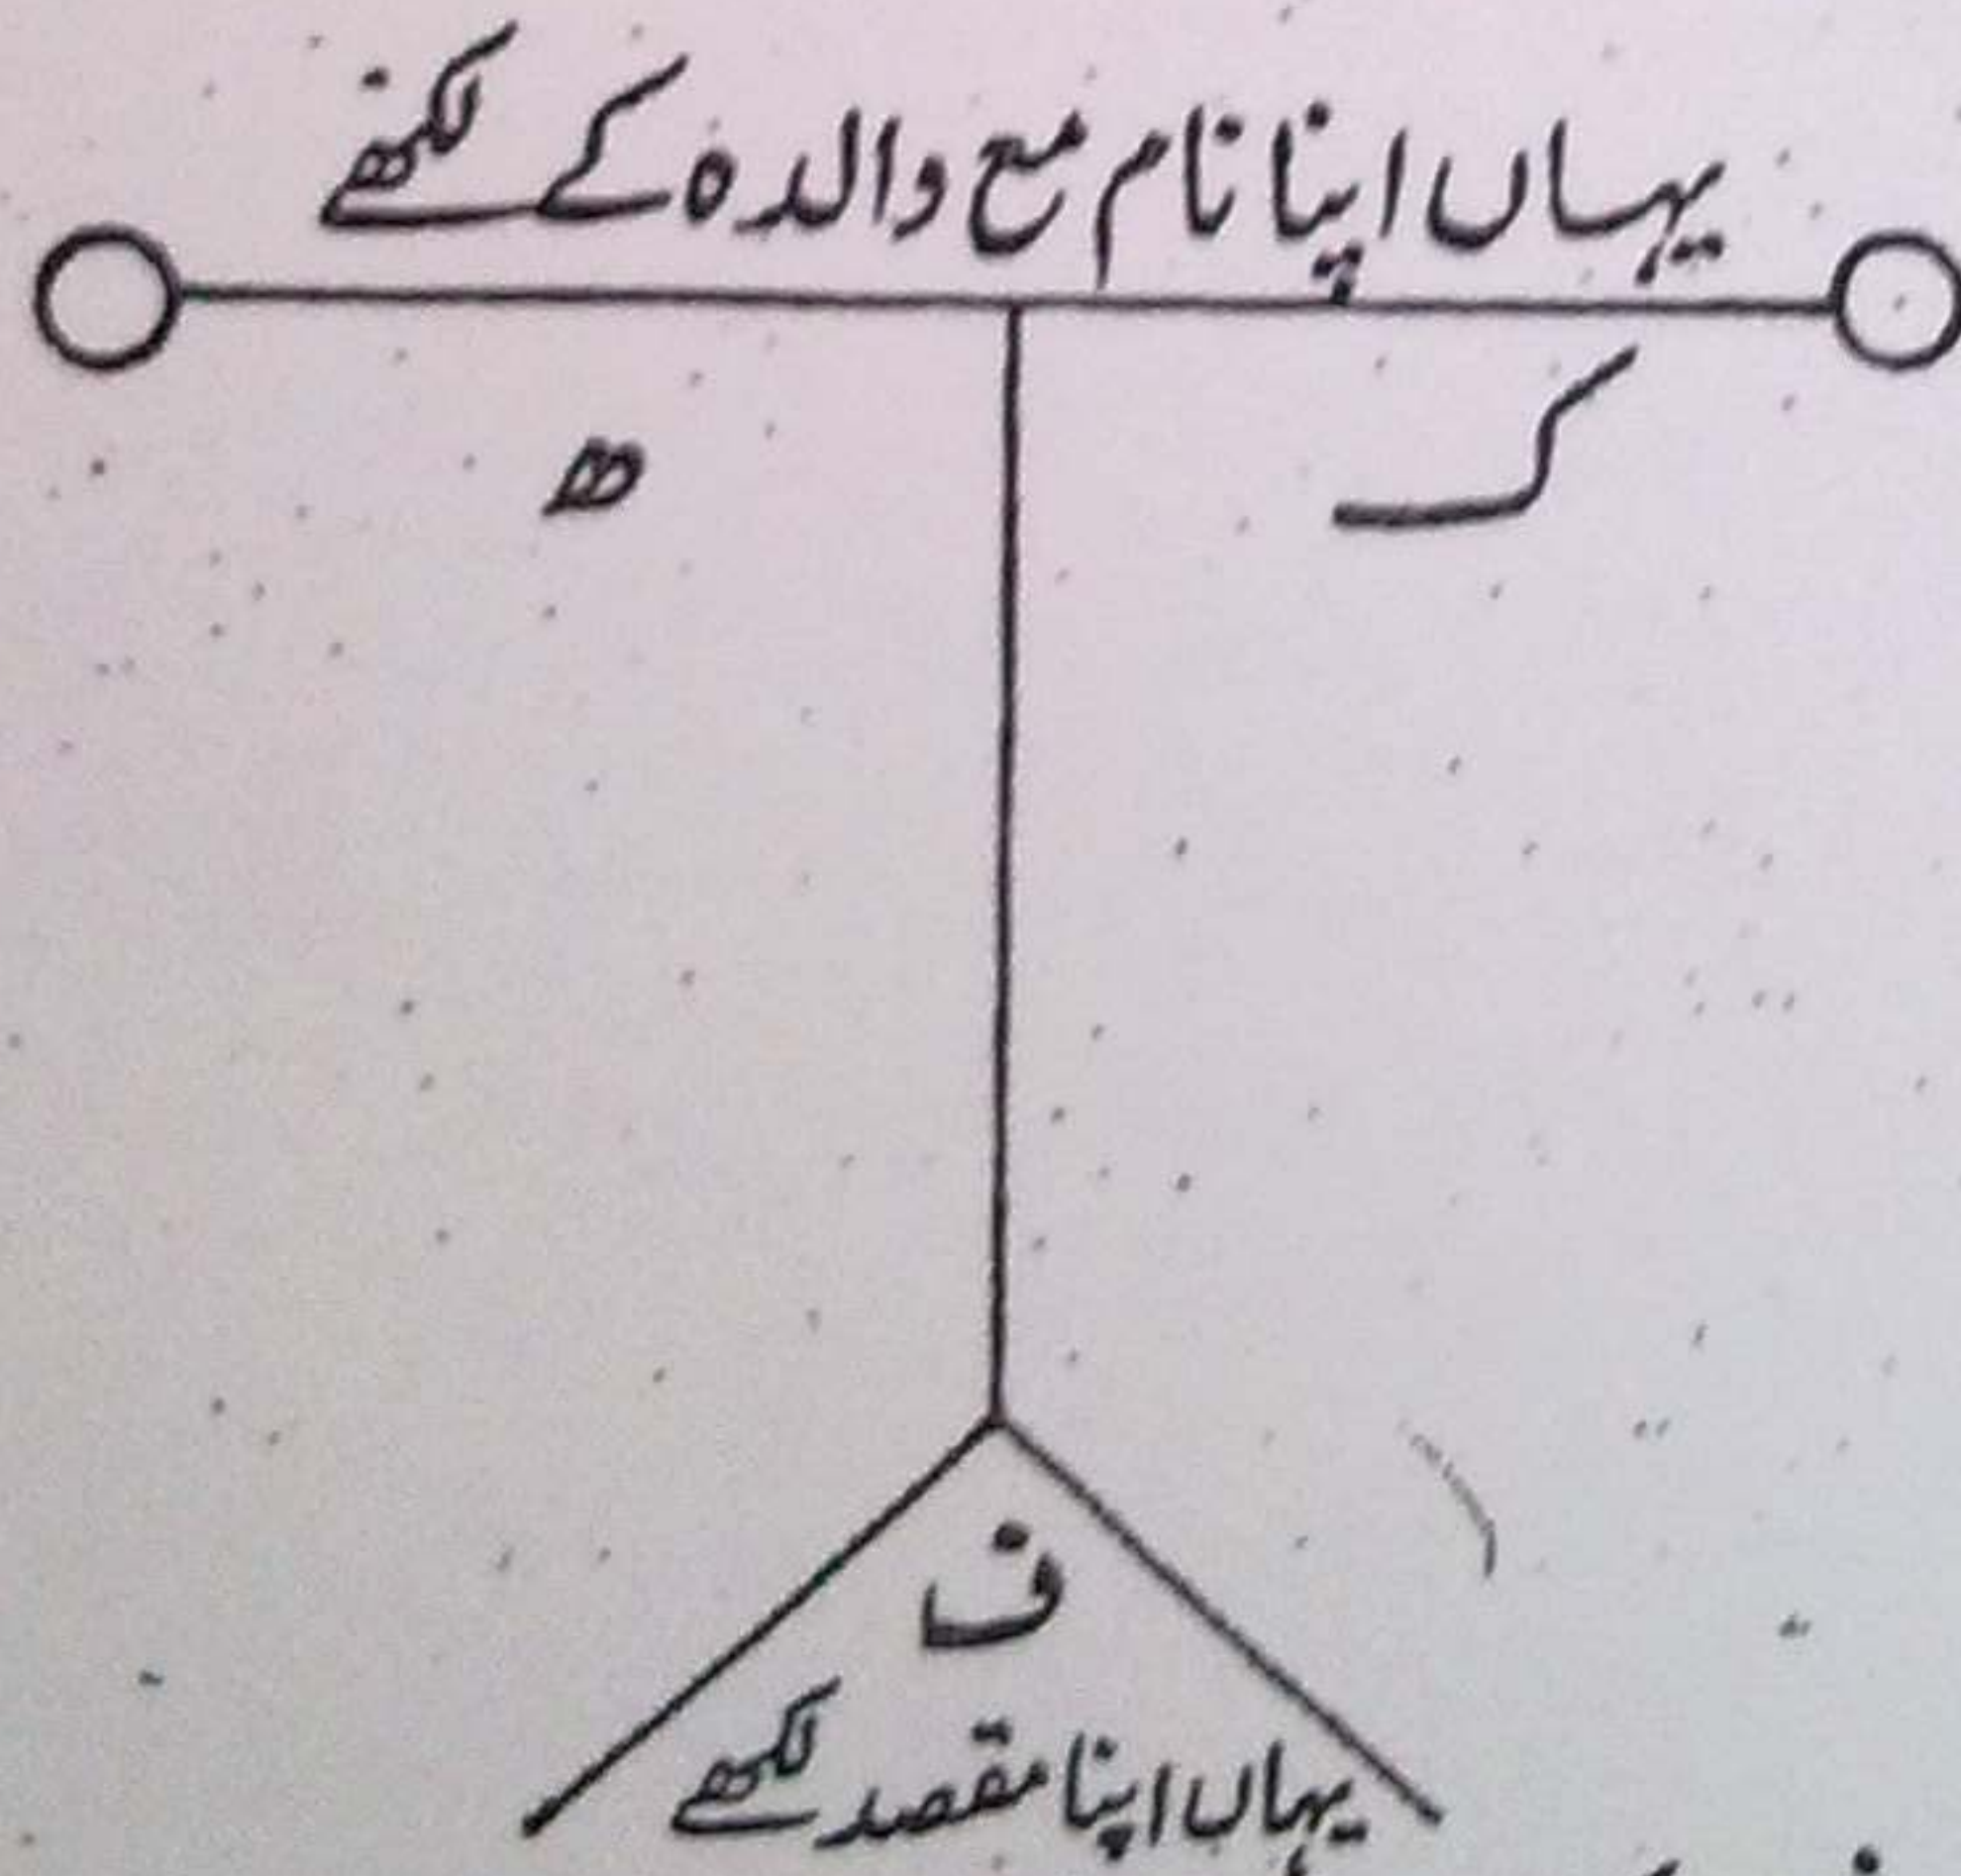 یہاں اپنا نام مع والدہ کے لکھے
ک ھ
ف
یہاں اپنا مقصد لکھے